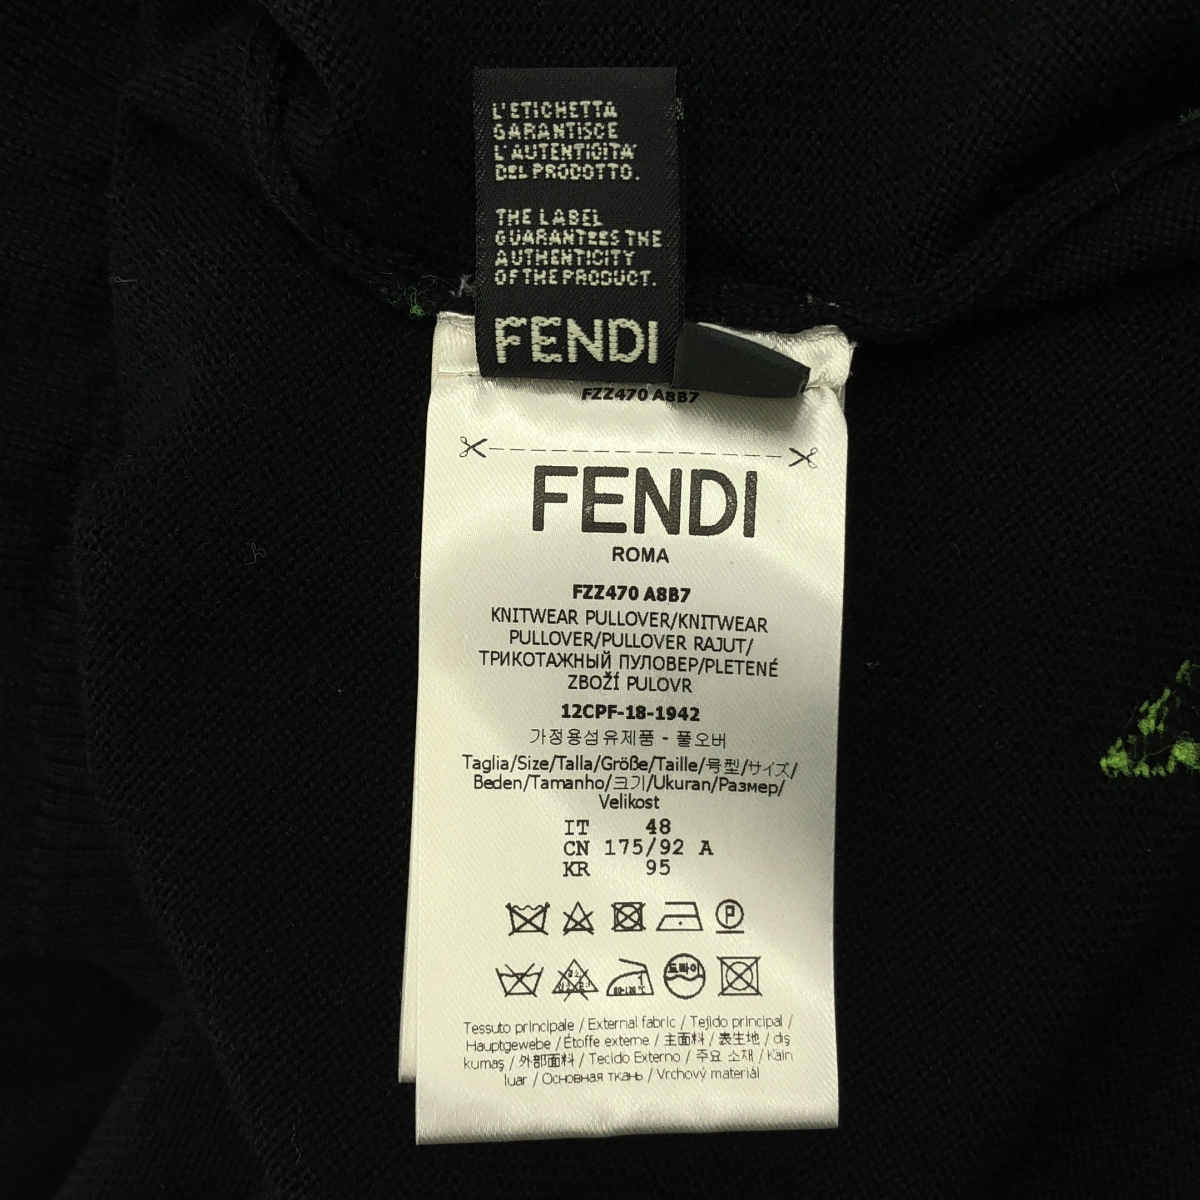 L'ETICHETTA
GARANTISCE
L'AUTENTICITA'
DEL PRODOTTO.
THE LABEL
GUARANTEES THE
AUTHENTICITY
OF THE PRODUCT.
FENDI
FZZ470 A8B7
FENDI
ROMA
FZZ470 A8B7
KNITWEAR PULLOVER/KNITWEAR
PULLOVER/PULLOVER RAJUT/
ТРИКОТАЖНЫЙ ПУЛОВЕР/PLETENÉ
ZBOŽÍ PULOVR
12CPF-18-1942
가정용섬유제품 - 풀오버
Taglia/Size/Talla/Größe/Taille/号型/サイズ/
Beden/Tamanho/크기/Ukuran/Размер/
Velikost
IT 48
CN 175/92 A
KR 95
P
드라이
Tessuto principale / External fabric / Tejido principal /
Hauptgewebe / Étoffe externe / 主面料 / 表生地 / dış
kumaş / 外部面料 / Tecido Externo / 주요 소재 / Kain
luar / Основная ткань / Vrchový materiál